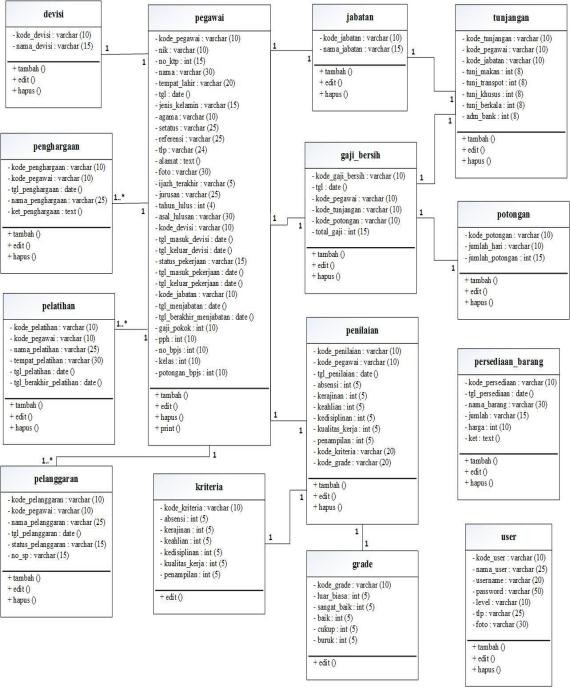 devisi
- kode_devisi : varchar (10)
- nama_devisi : varchar (15)
+ tambah ()
+ edit ()
+ hapus ()
pegawai
- kode_pegawai : varchar (10)
- nik : varchar (10)
- no_ktp : int (15)
- nama : varchar (30)
- tempat_lahir : varchar (20)
- tgl : date ()
- jenis_kelamin : varchar (15)
- agama : varchar (10)
- setatus : varchar (25)
- referensi : varchar (25)
- tlp : varchar (24)
- alamat : text ()
- foto : varchar (30)
- ijazh_terakhir : varchar (5)
- jurusan : varchar (25)
- tahun_lulus : int (4)
- asal_lulusan : varchar (30)
- kode_devisi : varchar (10)
- tgl_masuk_devisi : date ()
- tgl_keluar_devisi : date ()
- status_pekerjaan : varchar (15)
- tgl_masuk_pekerjaan : date ()
- tgl_keluar_pekerjaan : date ()
- kode_jabatan : varchar (10)
- tgl_menjabatan : date ()
- tgl_berakhir_menjabatan : date ()
- gaji_pokok : int (10)
- pph : int (10)
- no_bpjs : int (10)
- kelas : int (10)
- potongan_bpjs : int (10)
+ tambah ()
+ edit ()
+ hapus ()
+ print ()
jabatan
- kode_jabatan : varchar (10)
- nama_jabatan : varchar (15)
+ tambah ()
+ edit ()
+ hapus ()
tunjangan
- kode_tunjangan : varchar (10)
- kode_pegawai : varchar (10)
- kode_jabatan : varchar (10)
- tunj_makan : int (8)
- tunj_transpot : int (8)
- tunj_khusus : int (8)
- tunj_berkala : int (8)
- adm_bank : int (8)
+ tambah ()
+ edit ()
+ hapus ()
penghargaan
- kode_penghargaan : varchar (10)
- kode_pegawai : varchar (10)
- tgl_penghargaan : date ()
- nama_penghargaan : varchar (25)
- ket_penghargaan : text ()
+ tambah ()
+ edit ()
+ hapus ()
gaji_bersih
- kode_gaji_bersih : varchar (10)
- tgl : date ()
- kode_pegawai : varchar (10)
- kode_tunjangan : varchar (10)
- kode_potongan : varchar (10)
- total_gaji : int (15)
+ tambah ()
+ edit ()
+ hapus ()
potongan
- kode_potongan : varchar (10)
- jumlah_hari : varchar (10)
- jumlah_potongan : int (15)
+ tambah ()
+ edit ()
+ hapus ()
pelatihan
- kode_pelatihan : varchar (10)
- kode_pegawai : varchar (10)
- nama_pelatihan : varchar (25)
- tempat_pelatihan : varchar (30)
- tgl_pelatihan : date ()
- tgl_berakhir_pelatihan : date ()
+ tambah ()
+ edit ()
+ hapus ()
penilaian
- kode_penilaian : varchar (10)
- kode_pegawai : varchar (10)
- tgl_penilaian : date ()
- absensi : int (5)
- kerajinan : int (5)
- keahlian : int (5)
- kedisiplinan : int (5)
- kualitas_kerja : int (5)
- penampilan : int (5)
- kode_kriteria : varchar (20)
- kode_grade : varchar (20)
+ tambah ()
+ edit ()
+ hapus ()
persediaan_barang
- kode_persediaan : varchar (10)
- tgl_persediaan : date ()
- nama_barang : varchar (30)
- jumlah : varchar (15)
- harga : int (10)
- ket : text ()
+ tambah ()
+ edit ()
+ hapus ()
pelanggaran
- kode_pelanggaran : varchar (10)
- kode_pegawai : varchar (10)
- nama_pelanggaran : varchar (25)
- tgl_pelanggaran : date ()
- status_pelanggaran : varchar (15)
- no_sp : varchar (15)
+ tambah ()
+ edit ()
+ hapus ()
kriteria
- kode_kriteria : varchar (10)
- absensi : int (5)
- kerajinan : int (5)
- keahlian : int (5)
- kedisiplinan : int (5)
- kualitas_kerja : int (5)
- penampilan : int (5)
+ edit ()
grade
- kode_grade : varchar (10)
- luar_biasa : int (5)
- sangat_baik : int (5)
- baik : int (5)
- cukup : int (5)
- buruk : int (5)
+ edit ()
user
- kode_user : varchar (10)
- nama_user : varchar (25)
- username : varchar (20)
- password : varchar (50)
- level : varchar (10)
- tlp : varchar (25)
- foto : varchar (30)
+ tambah ()
+ edit ()
+ hapus ()
1
1
1
1
1
1
1
1
1
1
1
1
1..*
1
1..*
1
1..*
1
1
1
1
1
1
1